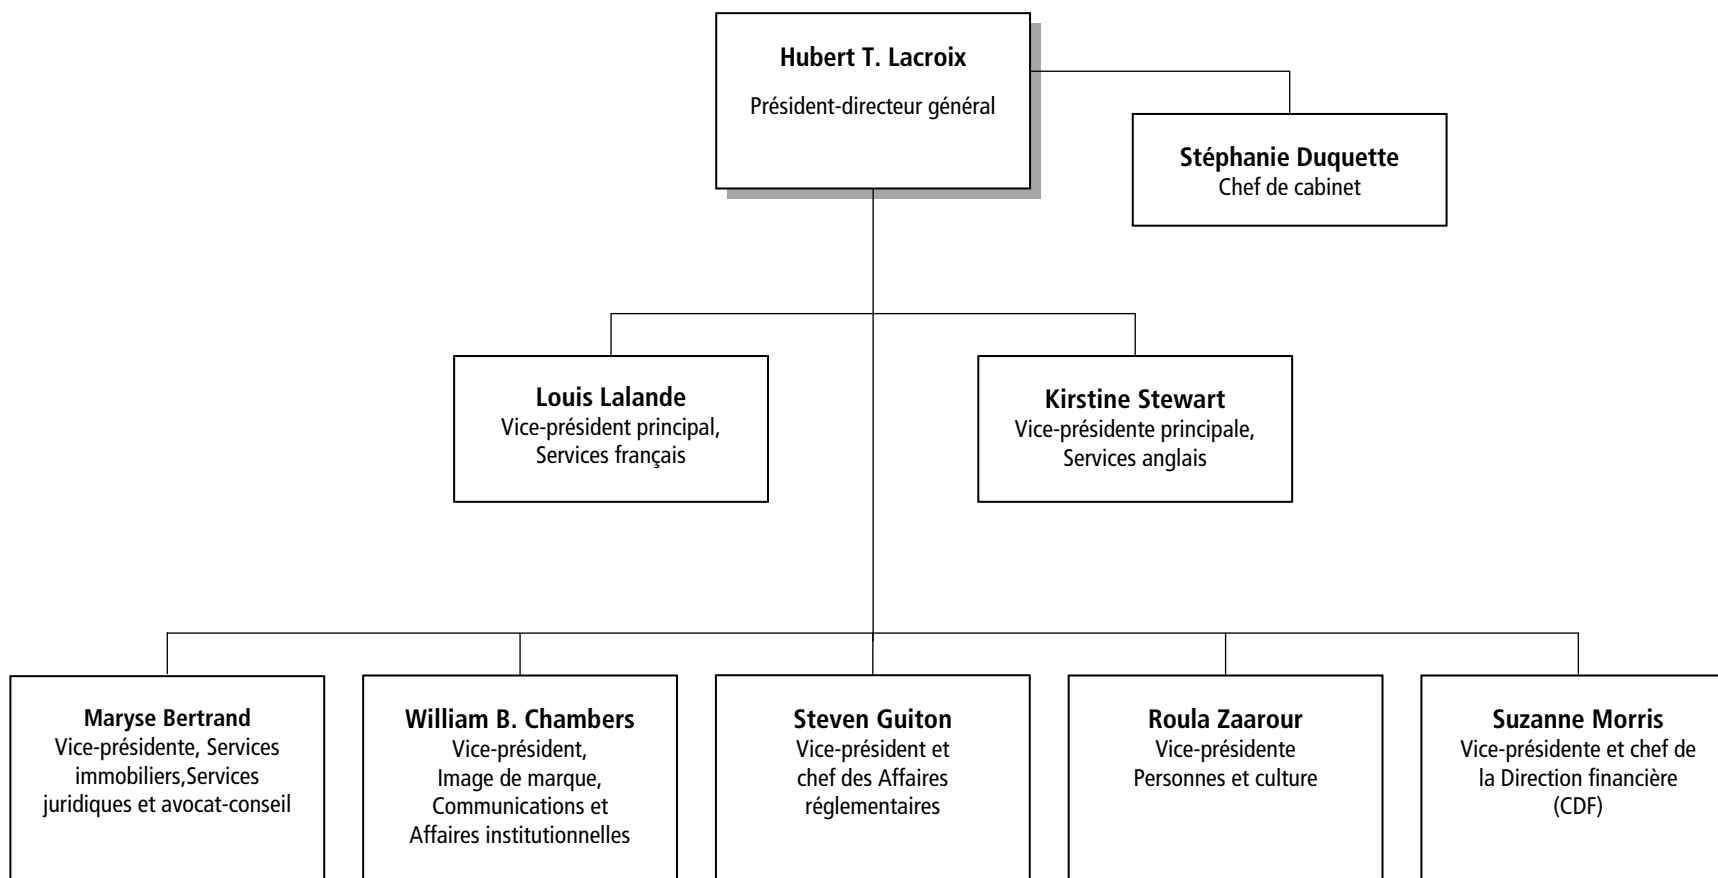 Hubert T. Lacroix
Président-directeur général
Stéphanie Duquette
Chef de cabinet
Louis Lalande
Vice-président principal,
Services français
Kirstine Stewart
Vice-présidente principale,
Services anglais
Maryse Bertrand
Vice-présidente, Services
immobiliers,Services
juridiques et avocat-conseil
William B. Chambers
Vice-président,
Image de marque,
Communications et
Affaires institutionnelles
Steven Guiton
Vice-président et
chef des Affaires
réglementaires
Roula Zaarour
Vice-présidente
Personnes et culture
Suzanne Morris
Vice-présidente et chef de
la Direction financière
(CDF)